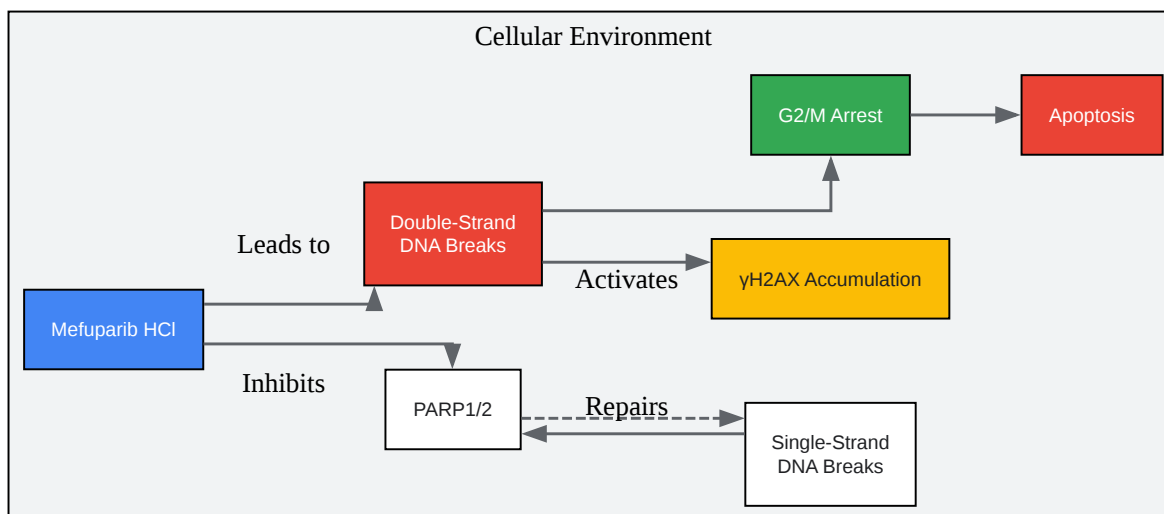 Cellular Environment
G2/M Arrest
Apoptosis
Double-Strand
DNA Breaks
Leads to
Activates
γH2AX Accumulation
Mefuparib HCl
Inhibits
PARP1/2
Repairs
Single-Strand
DNA Breaks